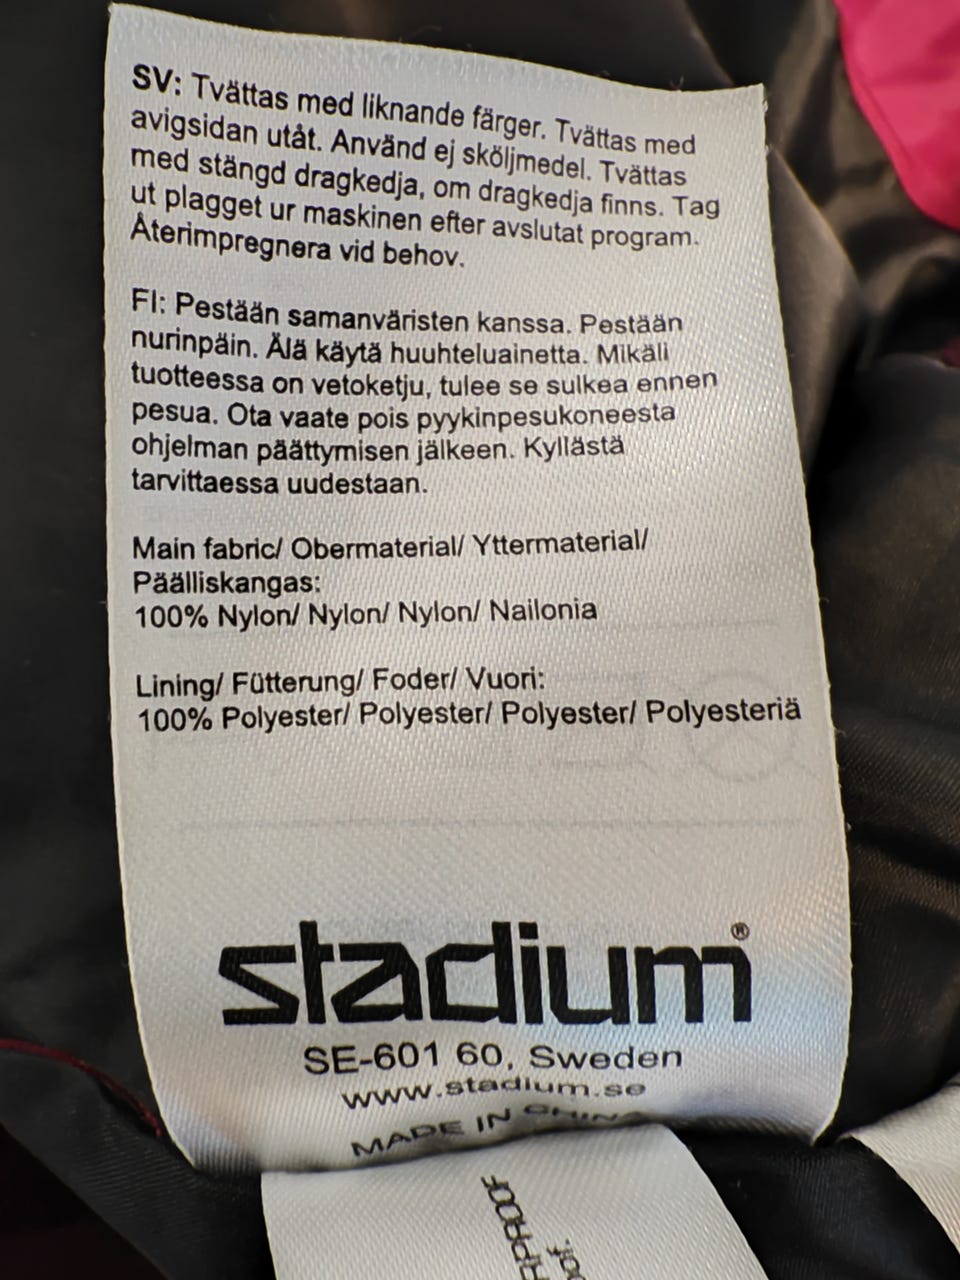 SV: Tvättas med liknande färger. Tvättas med
avigsidan utåt. Använd ej sköljmedel. Tvättas
med stängd dragkedja, om dragkedja finns. Tag
ut plagget ur maskinen efter avslutat program.
Återimpregnera vid behov.
FI: Pestään samanväristen kanssa. Pestään
nurinpäin. Älä käytä huuhteluainetta. Mikäli
tuotteessa on vetoketju, tulee se sulkea ennen
pesua. Ota vaate pois pyykinpesukoneesta
ohjelman päättymisen jälkeen. Kyllästä
tarvittaessa uudestaan.
Main fabric/ Obermaterial/ Yttermaterial/
Päälliskangas:
100% Nylon/ Nylon/ Nylon/ Nailonia
Lining/ Fütterung/ Foder/ Vuori:
100% Polyester/ Polyester/ Polyester/ Polyesteriä
stadium®
SE-601 60, Sweden
www.stadium.se
MADE IN CHINA